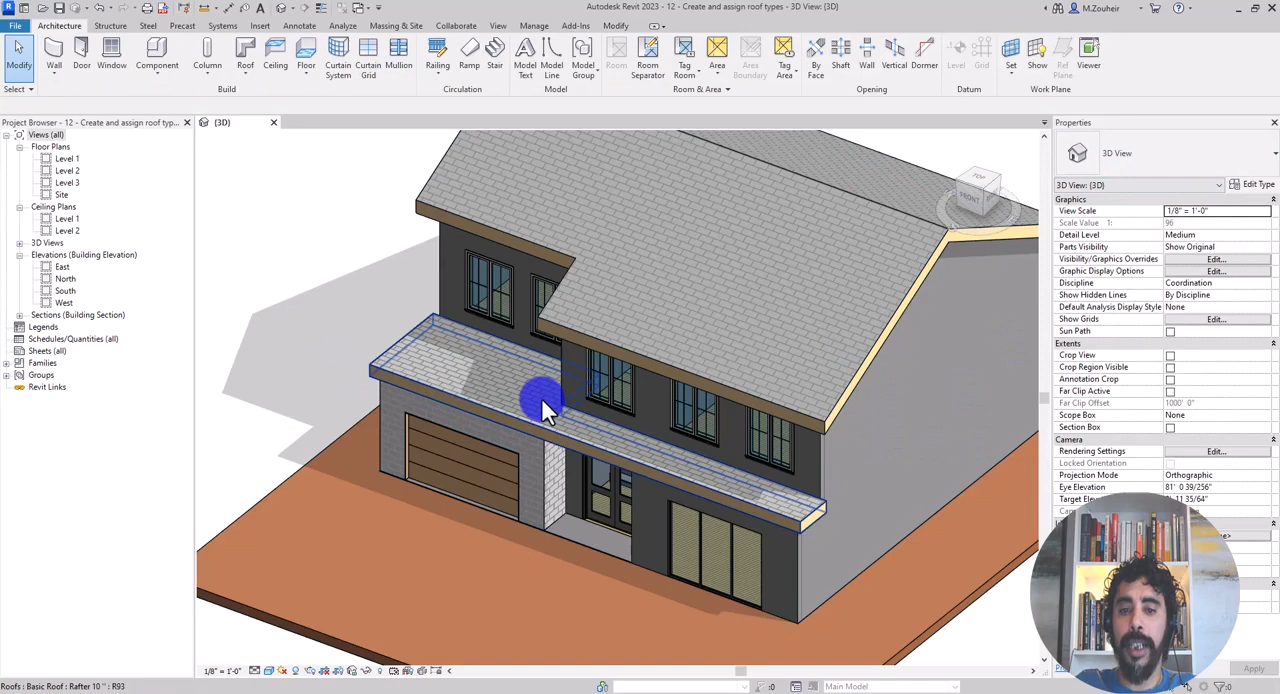 Autodesk Revit 2023 - 12 - Create and assign roof types - 3D View: {3D}
M.Zouheir
File Architecture Structure Steel Precast Systems Insert Annotate Analyze Massing & Site Collaborate View Manage Add-Ins Modify
Modify Wall Door Window Component Column Roof Ceiling Floor Curtain System Curtain Grid Mullion Railing Ramp Stair Model Text Model Line Model Group Room Room Separator Tag Room Area Area Boundary Tag Area By Face Shaft Wall Vertical Dormer Level Grid Set Show Ref Plane Viewer
Select Build Circulation Model Room & Area Opening Datum Work Plane
Project Browser - 12 - Create and assign roof typ...
{3D}
Properties
Views (all)
Floor Plans
Level 1
Level 2
Level 3
Site
Ceiling Plans
Level 1
Level 2
3D Views
Elevations (Building Elevation)
East
North
South
West
Sections (Building Section)
Legends
Schedules/Quantities (all)
Sheets (all)
Families
Groups
Revit Links
TOP
FRONT
3D View
3D View: {3D} Edit Type
Graphics
View Scale 1/8" = 1'-0"
Scale Value 1: 96
Detail Level Medium
Parts Visibility Show Original
Visibility/Graphics Overrides Edit...
Graphic Display Options Edit...
Discipline Coordination
Show Hidden Lines By Discipline
Default Analysis Display Style None
Show Grids Edit...
Sun Path
Extents
Crop View
Crop Region Visible
Annotation Crop
Far Clip Active
Far Clip Offset 1000' 0"
Scope Box None
Section Box
Camera
Rendering Settings Edit...
Locked Orientation
Projection Mode Orthographic
Eye Elevation 81' 0 39/256"
Target 11 35/64"
Apply
1/8" = 1'-0"
Roofs : Basic Roof : Rafter 10 " : R93
:0
Main Model
:0